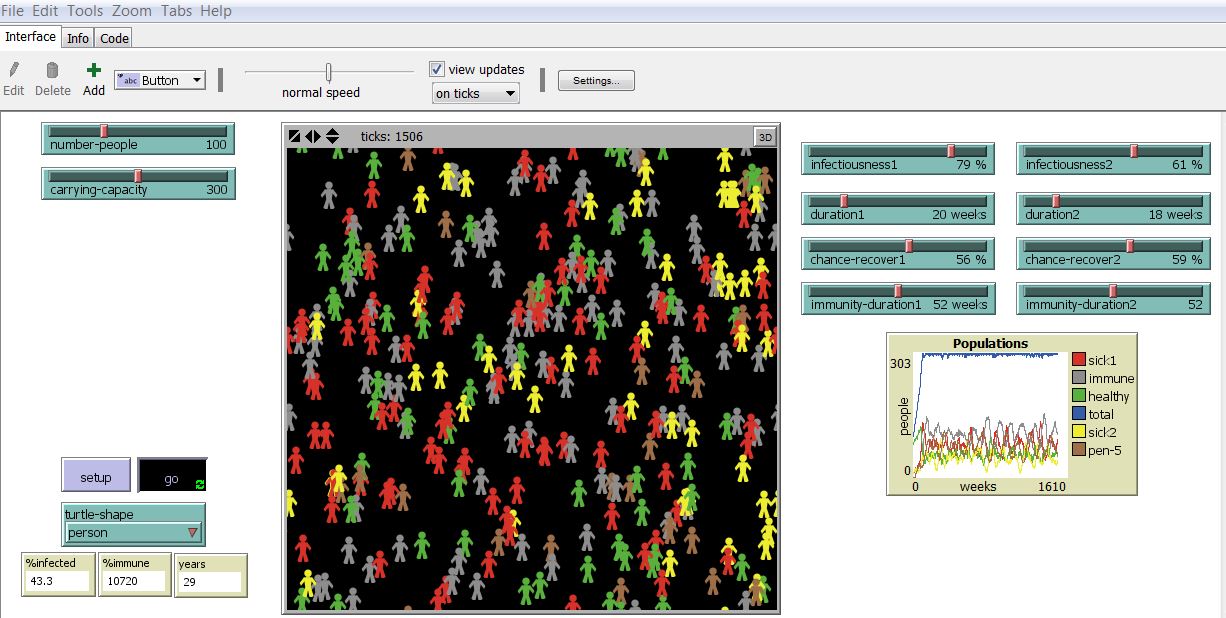 File Edit Tools Zoom Tabs Help
Interface Info Code
Edit Delete Add abc Button normal speed view updates on ticks Settings...
number-people 100
carrying-capacity 300
ticks: 1506 3D
infectiousness1 79 % infectiousness2 61 %
duration1 20 weeks duration2 18 weeks
chance-recover1 56 % chance-recover2 59 %
immunity-duration1 52 weeks immunity-duration2 52
Populations
303
people
0
0 weeks 1610
sick1
immune
healthy
total
sick2
pen-5
setup go
turtle-shape
person
%infected %immune years
43.3 10720 29